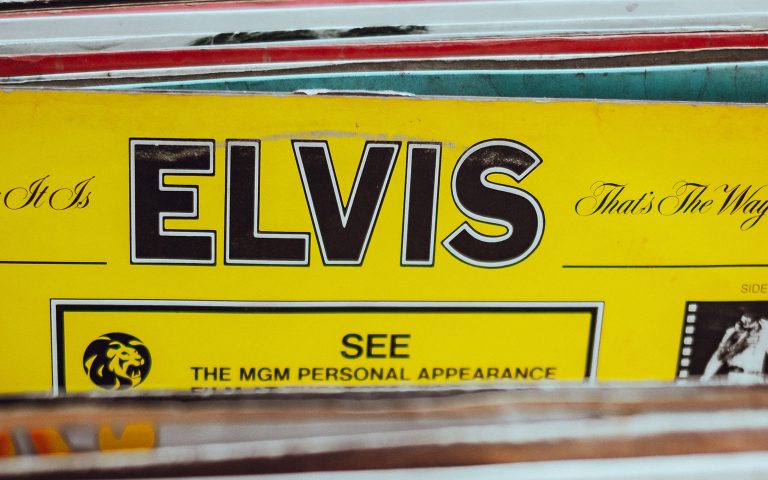 It Is
ELVIS
That's The Way
SIDE
SEE
THE MGM PERSONAL APPEARANCE